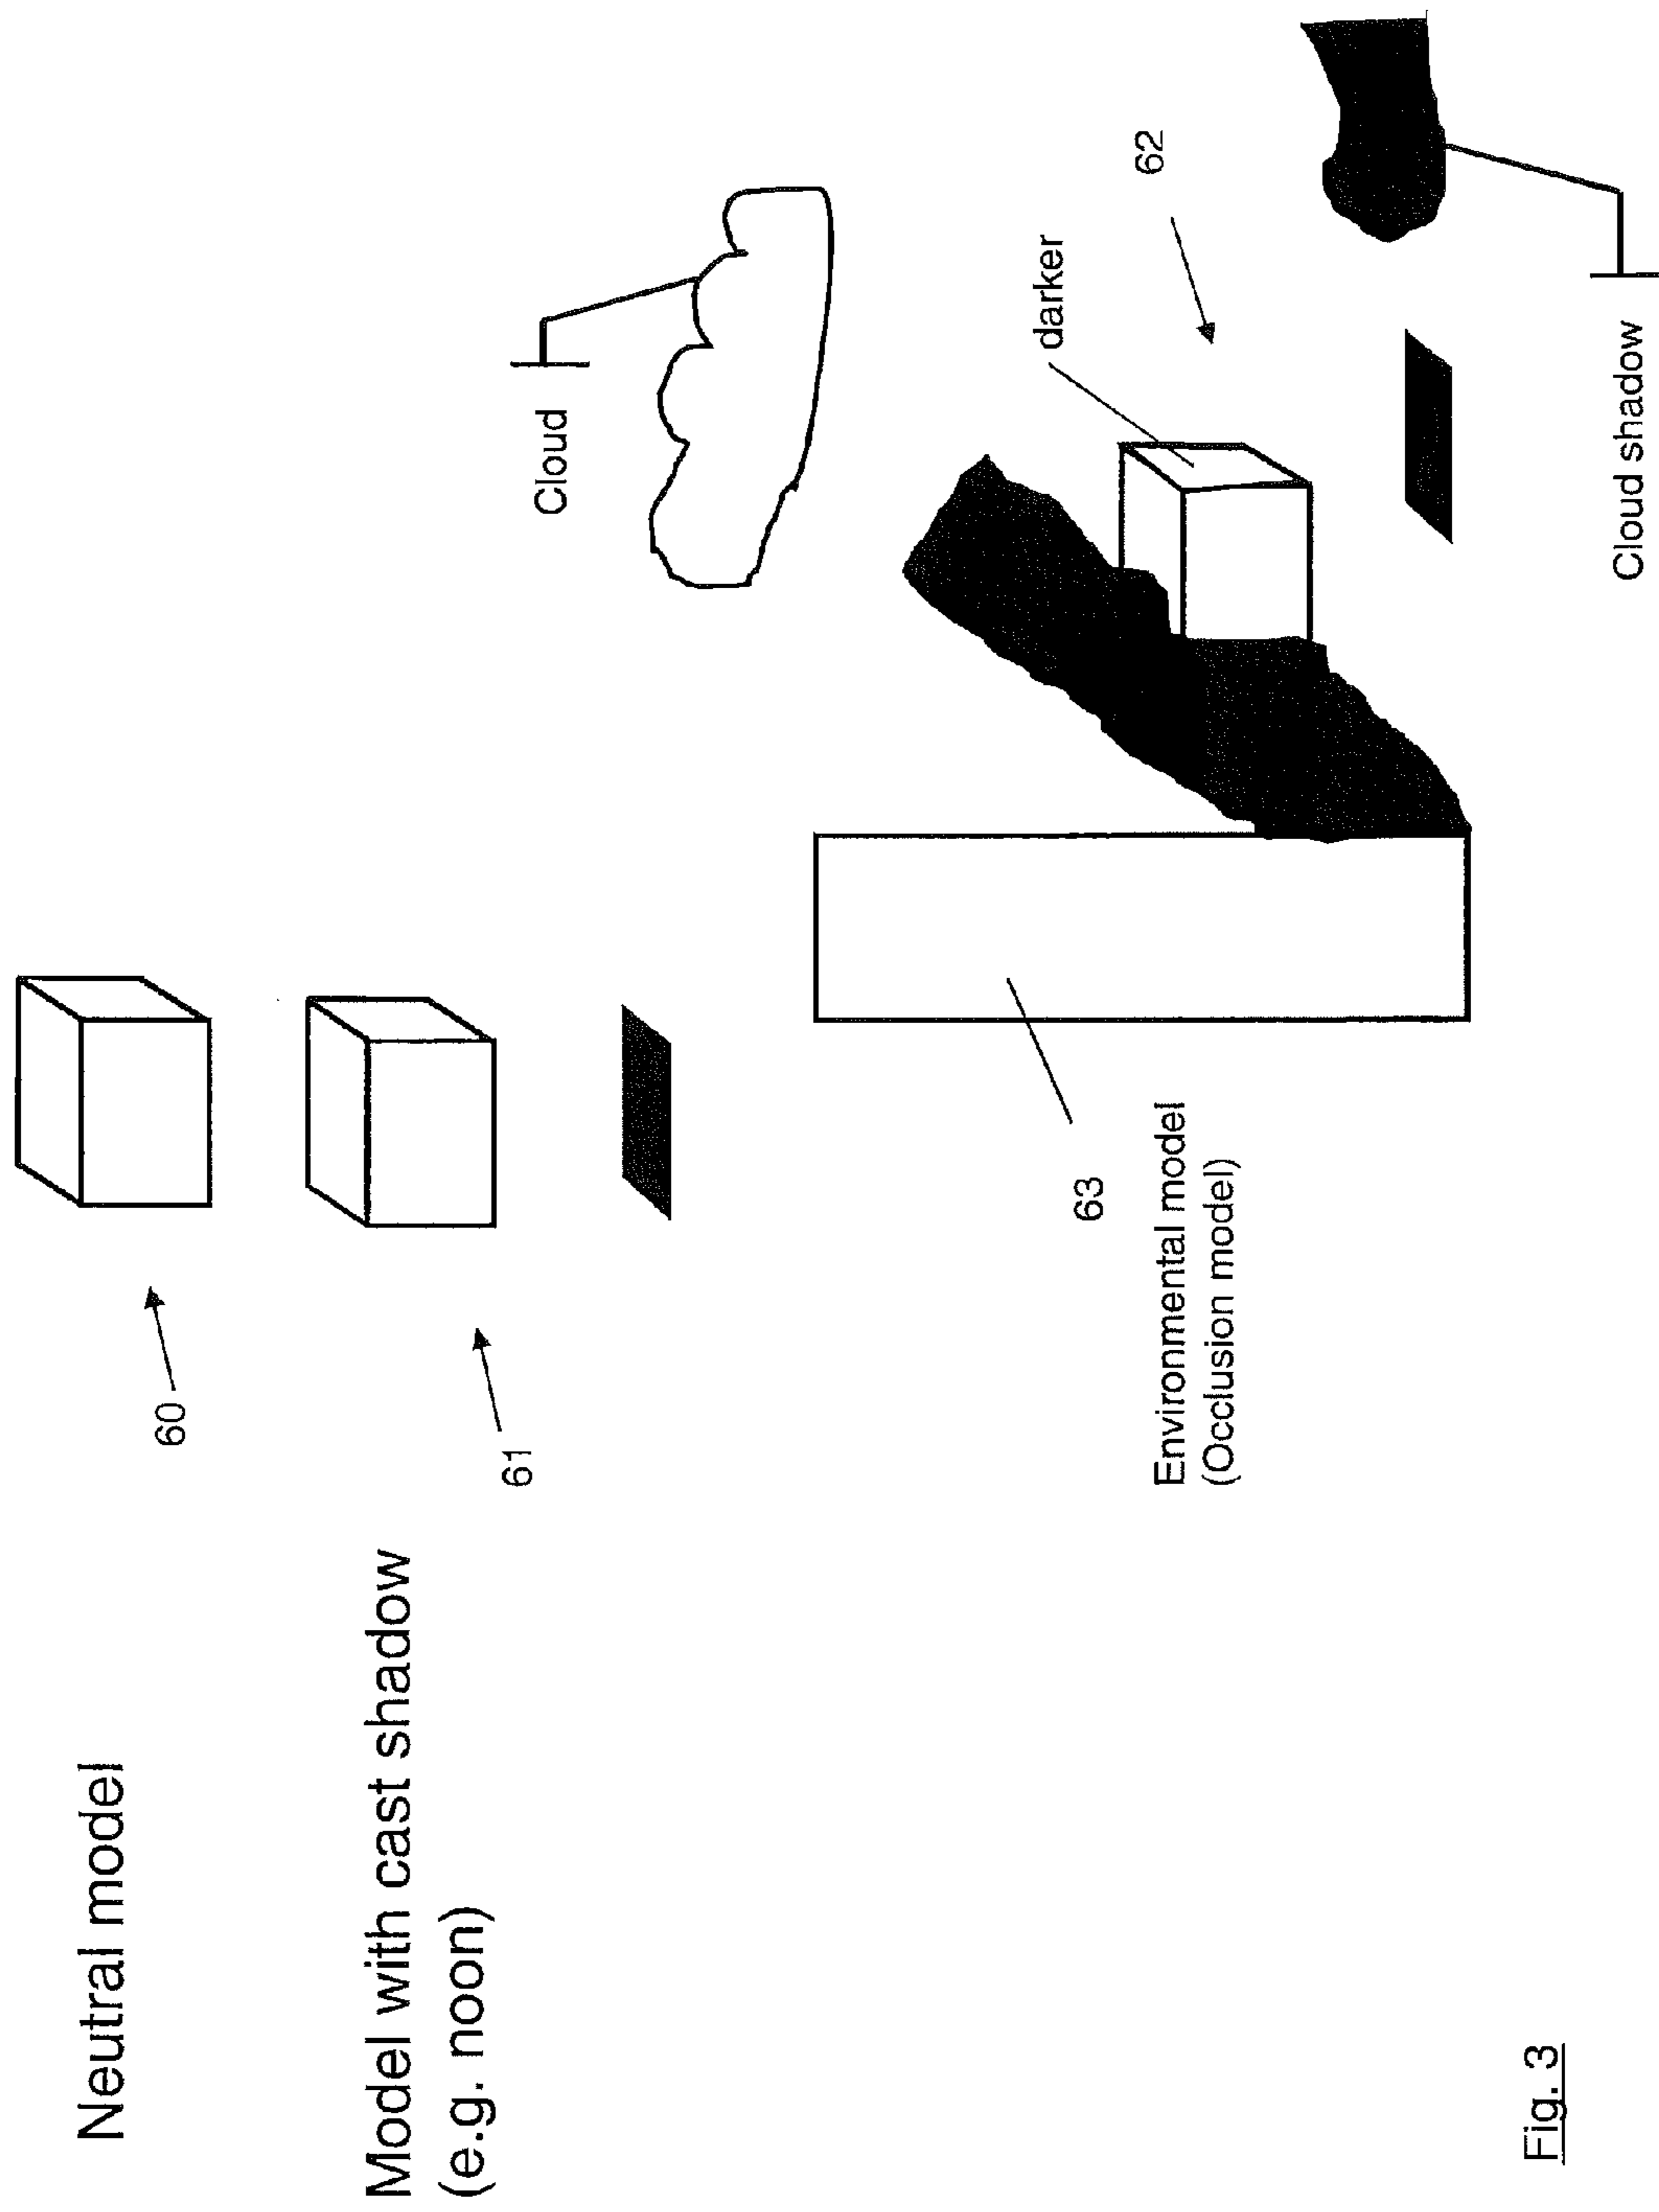 Neutral model
60
Model with cast shadow
(e.g. noon)
61
Cloud
darker
62
63
Environmental model
(Occlusion model)
Cloud shadow
Fig. 3